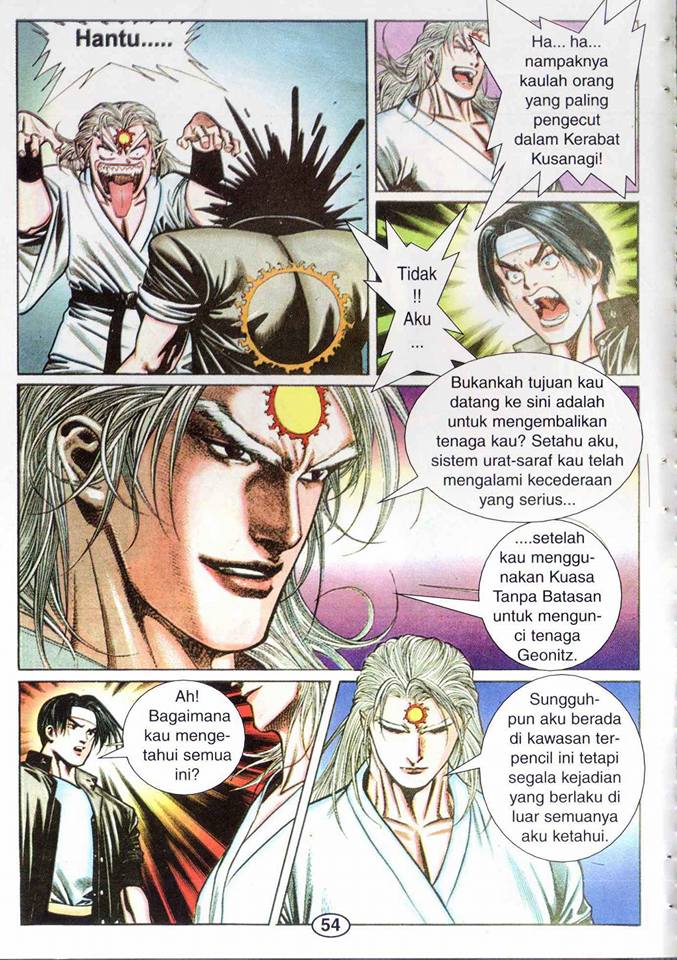 Hantu.....
Ha... ha...
nampaknya
kaulah orang
yang paling
pengecut
dalam Kerabat
Kusanagi!
Tidak
!!
Aku
...
Bukankah tujuan kau
datang ke sini adalah
untuk mengembalikan
tenaga kau? Setahu aku,
sistem urat-saraf kau telah
mengalami kecederaan
yang serius...
....setelah
kau menggu-
nakan Kuasa
Tanpa Batasan
untuk mengun-
ci tenaga
Geonitz.
Ah!
Bagaimana
kau menge-
tahui semua
ini?
Sungguh-
pun aku berada
di kawasan ter-
pencil ini tetapi
segala kejadian
yang berlaku di
luar semuanya
aku ketahui.
54